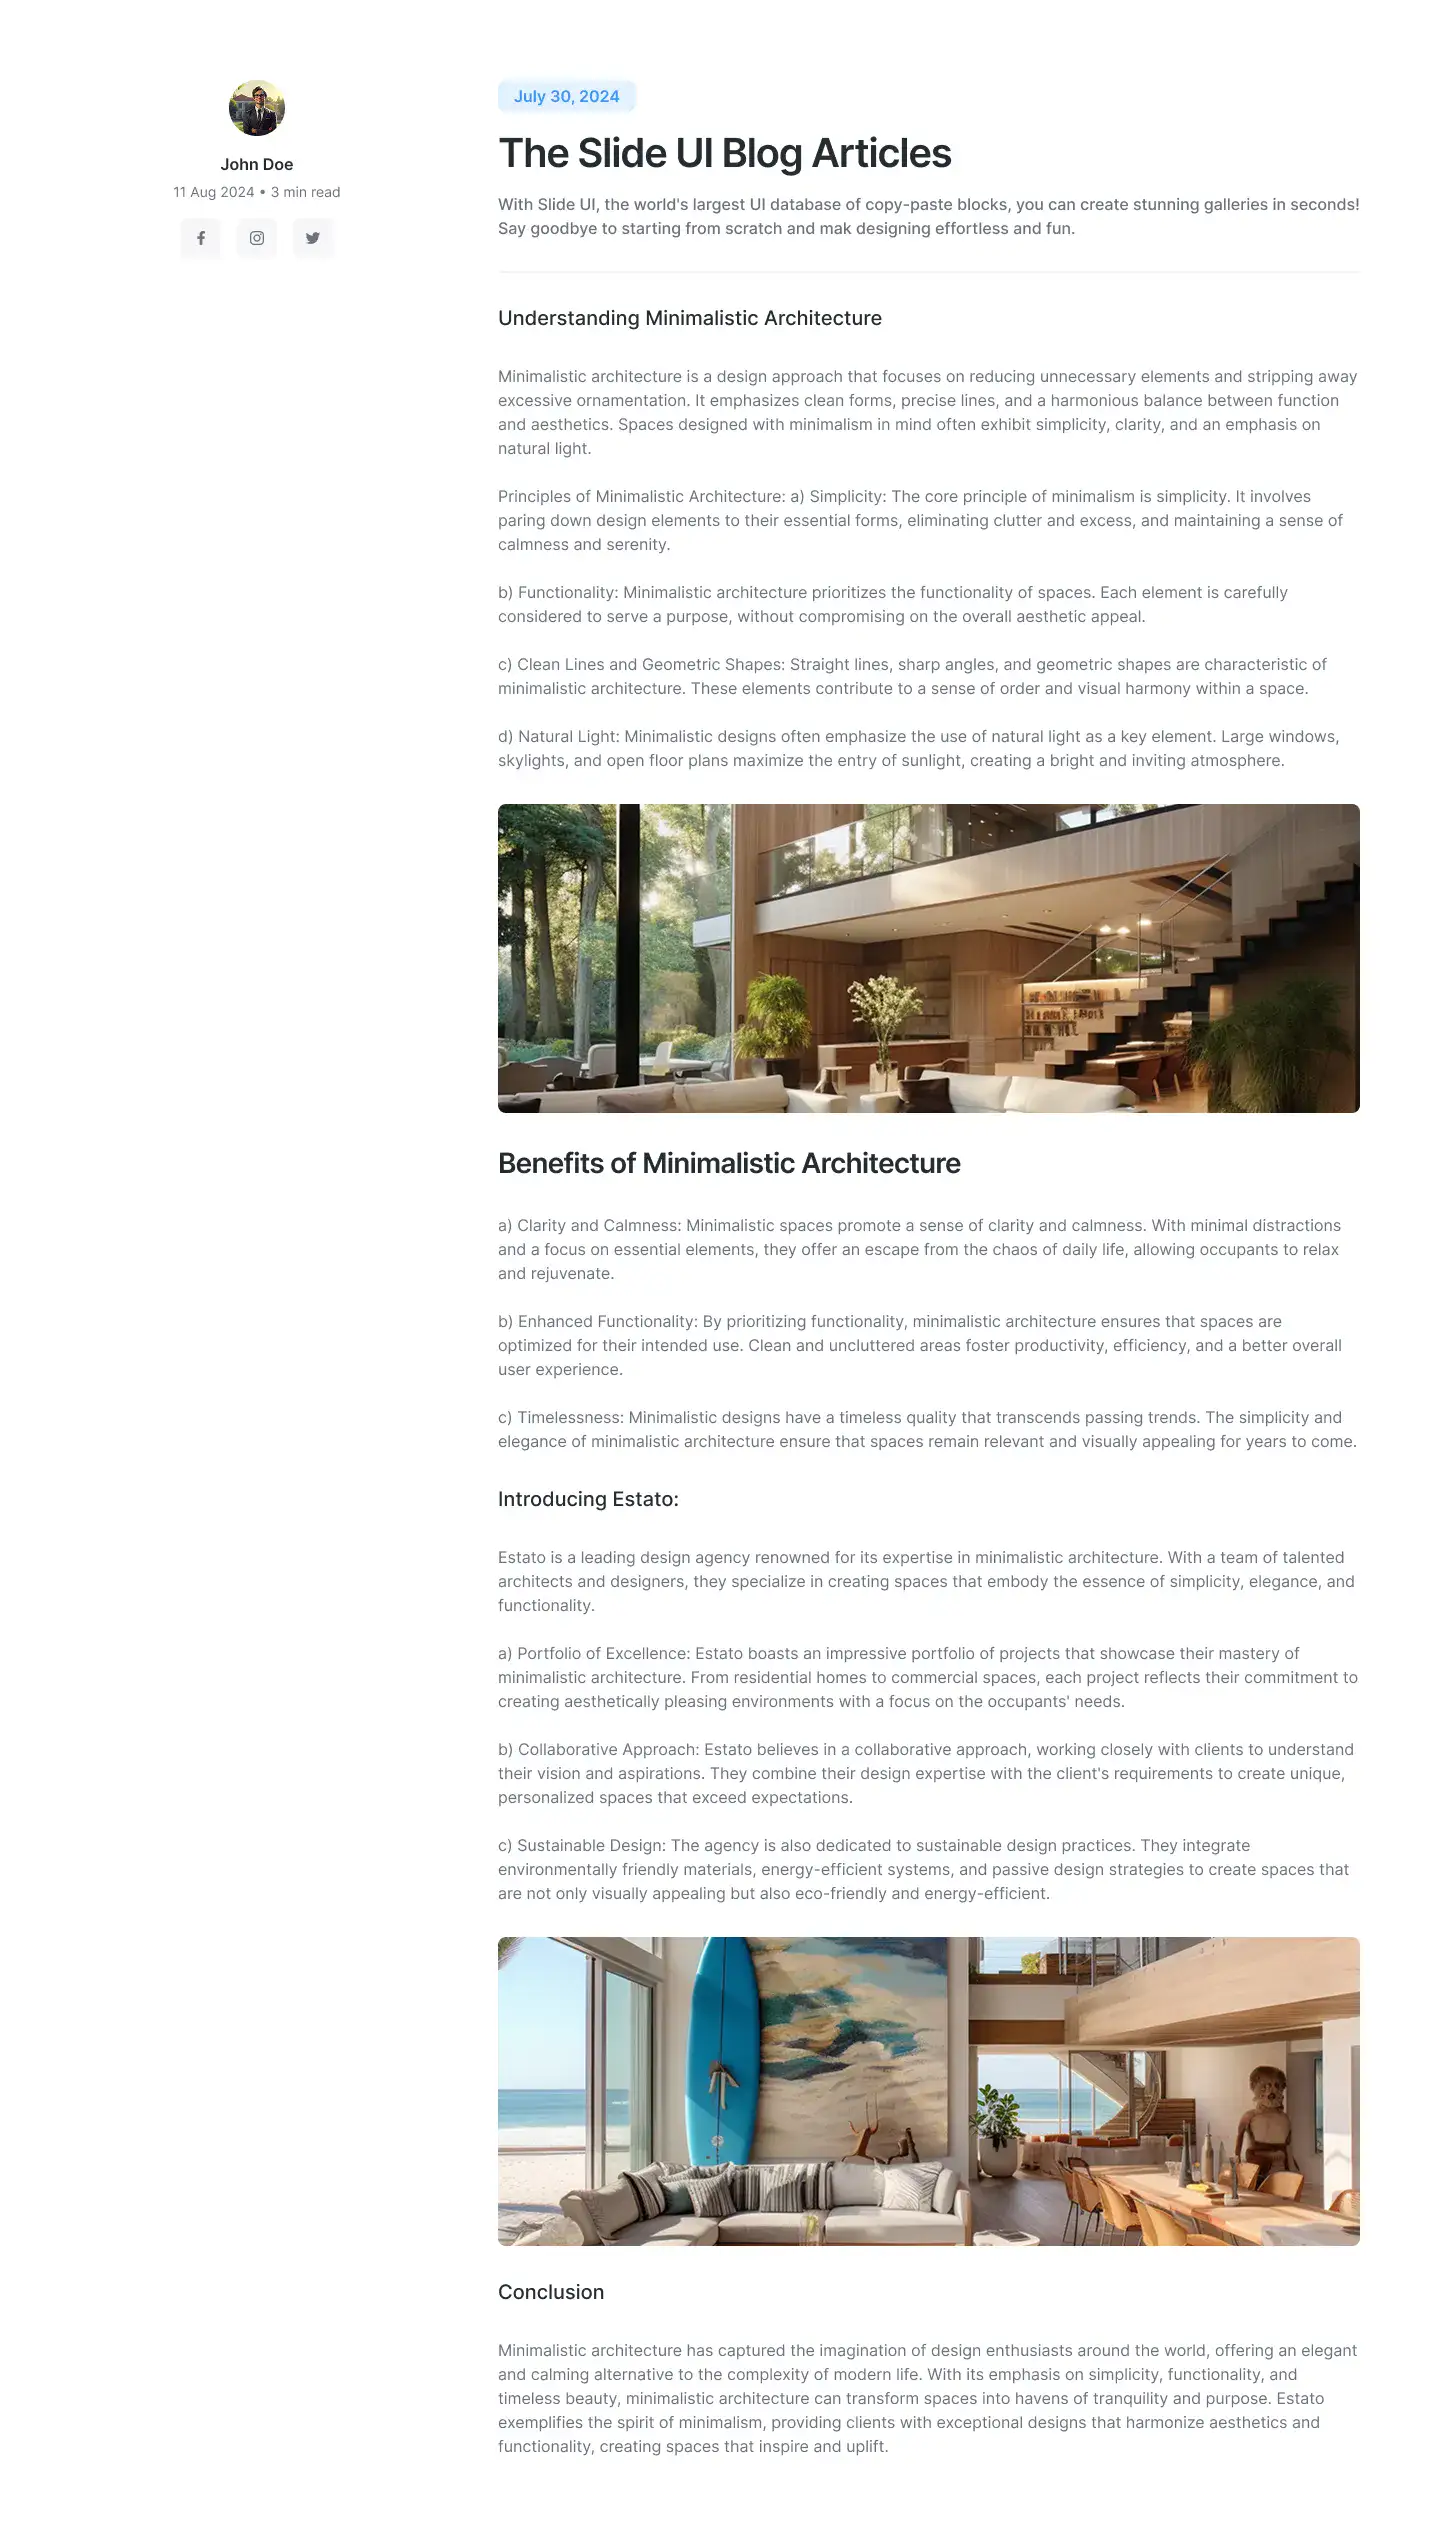 John Doe
11 Aug 2024 • 3 min read
July 30, 2024
The Slide UI Blog Articles
With Slide UI, the world's largest UI database of copy-paste blocks, you can create stunning galleries in seconds!
Say goodbye to starting from scratch and mak designing effortless and fun.
Understanding Minimalistic Architecture
Minimalistic architecture is a design approach that focuses on reducing unnecessary elements and stripping away
excessive ornamentation. It emphasizes clean forms, precise lines, and a harmonious balance between function
and aesthetics. Spaces designed with minimalism in mind often exhibit simplicity, clarity, and an emphasis on
natural light.
Principles of Minimalistic Architecture: a) Simplicity: The core principle of minimalism is simplicity. It involves
paring down design elements to their essential forms, eliminating clutter and excess, and maintaining a sense of
calmness and serenity.
b) Functionality: Minimalistic architecture prioritizes the functionality of spaces. Each element is carefully
considered to serve a purpose, without compromising on the overall aesthetic appeal.
c) Clean Lines and Geometric Shapes: Straight lines, sharp angles, and geometric shapes are characteristic of
minimalistic architecture. These elements contribute to a sense of order and visual harmony within a space.
d) Natural Light: Minimalistic designs often emphasize the use of natural light as a key element. Large windows,
skylights, and open floor plans maximize the entry of sunlight, creating a bright and inviting atmosphere.
Benefits of Minimalistic Architecture
a) Clarity and Calmness: Minimalistic spaces promote a sense of clarity and calmness. With minimal distractions
and a focus on essential elements, they offer an escape from the chaos of daily life, allowing occupants to relax
and rejuvenate.
b) Enhanced Functionality: By prioritizing functionality, minimalistic architecture ensures that spaces are
optimized for their intended use. Clean and uncluttered areas foster productivity, efficiency, and a better overall
user experience.
c) Timelessness: Minimalistic designs have a timeless quality that transcends passing trends. The simplicity and
elegance of minimalistic architecture ensure that spaces remain relevant and visually appealing for years to come.
Introducing Estato:
Estato is a leading design agency renowned for its expertise in minimalistic architecture. With a team of talented
architects and designers, they specialize in creating spaces that embody the essence of simplicity, elegance, and
functionality.
a) Portfolio of Excellence: Estato boasts an impressive portfolio of projects that showcase their mastery of
minimalistic architecture. From residential homes to commercial spaces, each project reflects their commitment to
creating aesthetically pleasing environments with a focus on the occupants' needs.
b) Collaborative Approach: Estato believes in a collaborative approach, working closely with clients to understand
their vision and aspirations. They combine their design expertise with the client's requirements to create unique,
personalized spaces that exceed expectations.
c) Sustainable Design: The agency is also dedicated to sustainable design practices. They integrate
environmentally friendly materials, energy-efficient systems, and passive design strategies to create spaces that
are not only visually appealing but also eco-friendly and energy-efficient.
Conclusion
Minimalistic architecture has captured the imagination of design enthusiasts around the world, offering an elegant
and calming alternative to the complexity of modern life. With its emphasis on simplicity, functionality, and
timeless beauty, minimalistic architecture can transform spaces into havens of tranquility and purpose. Estato
exemplifies the spirit of minimalism, providing clients with exceptional designs that harmonize aesthetics and
functionality, creating spaces that inspire and uplift.